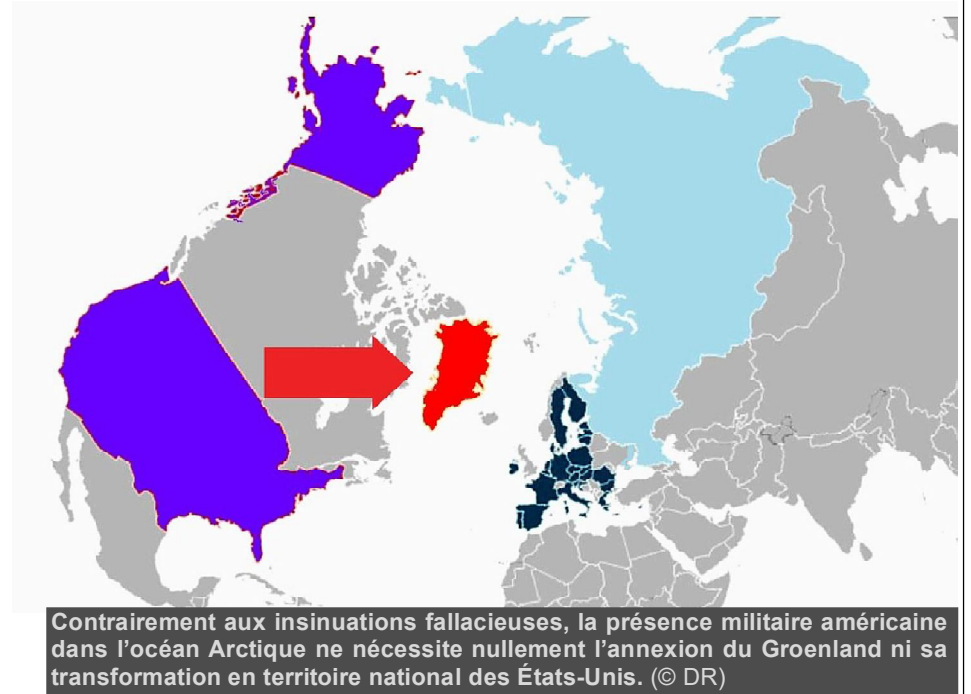 Contrairement aux insinuations fallacieuses, la présence militaire américaine
dans l’océan Arctique ne nécessite nullement l’annexion du Groenland ni sa
transformation en territoire national des États-Unis. (© DR)